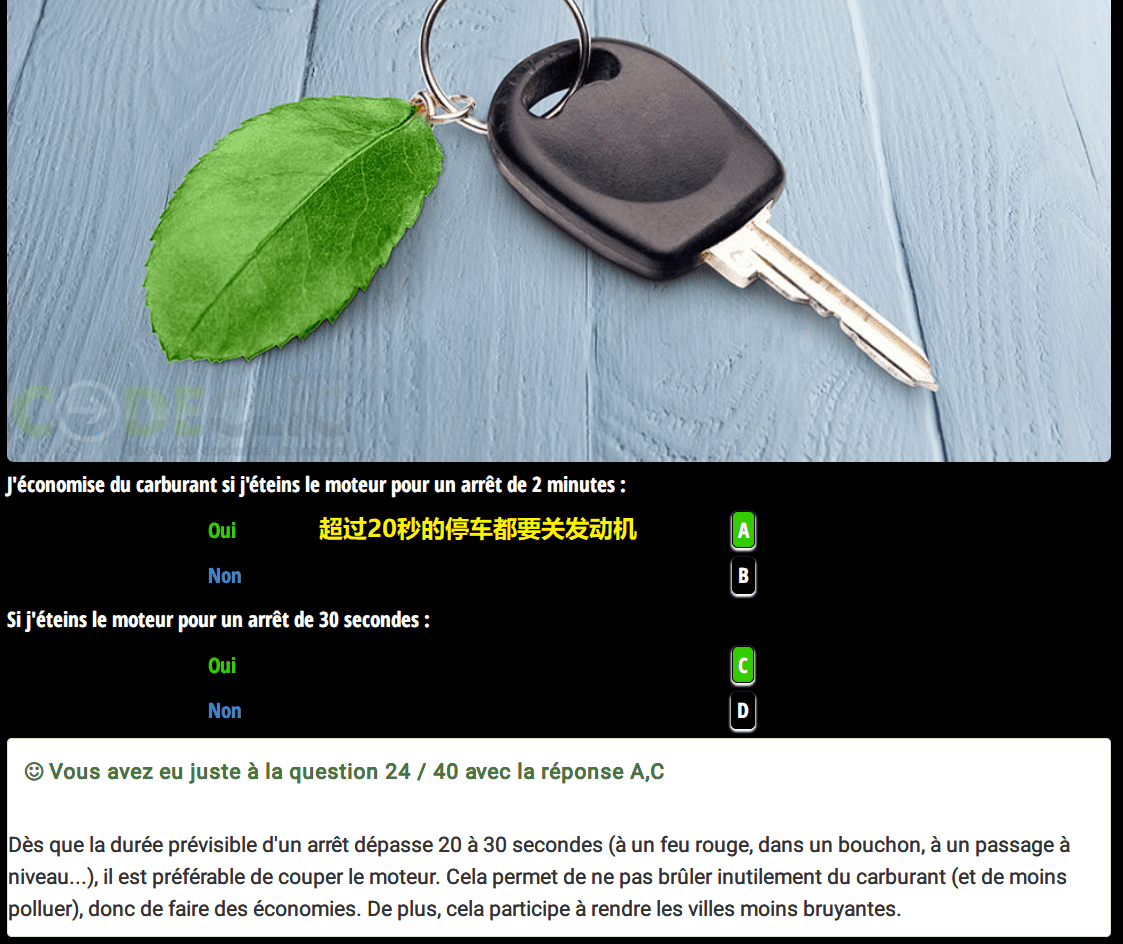 CODECLIC
J'économise du carburant si j'éteins le moteur pour un arrêt de 2 minutes :
Oui 超过20秒的停车都要关发动机 A
Non B
Si j'éteins le moteur pour un arrêt de 30 secondes :
Oui C
Non D
Vous avez eu juste à la question 24 / 40 avec la réponse A,C
Dès que la durée prévisible d'un arrêt dépasse 20 à 30 secondes (à un feu rouge, dans un bouchon, à un passage à
niveau...), il est préférable de couper le moteur. Cela permet de ne pas brûler inutilement du carburant (et de moins
polluer), donc de faire des économies. De plus, cela participe à rendre les villes moins bruyantes.